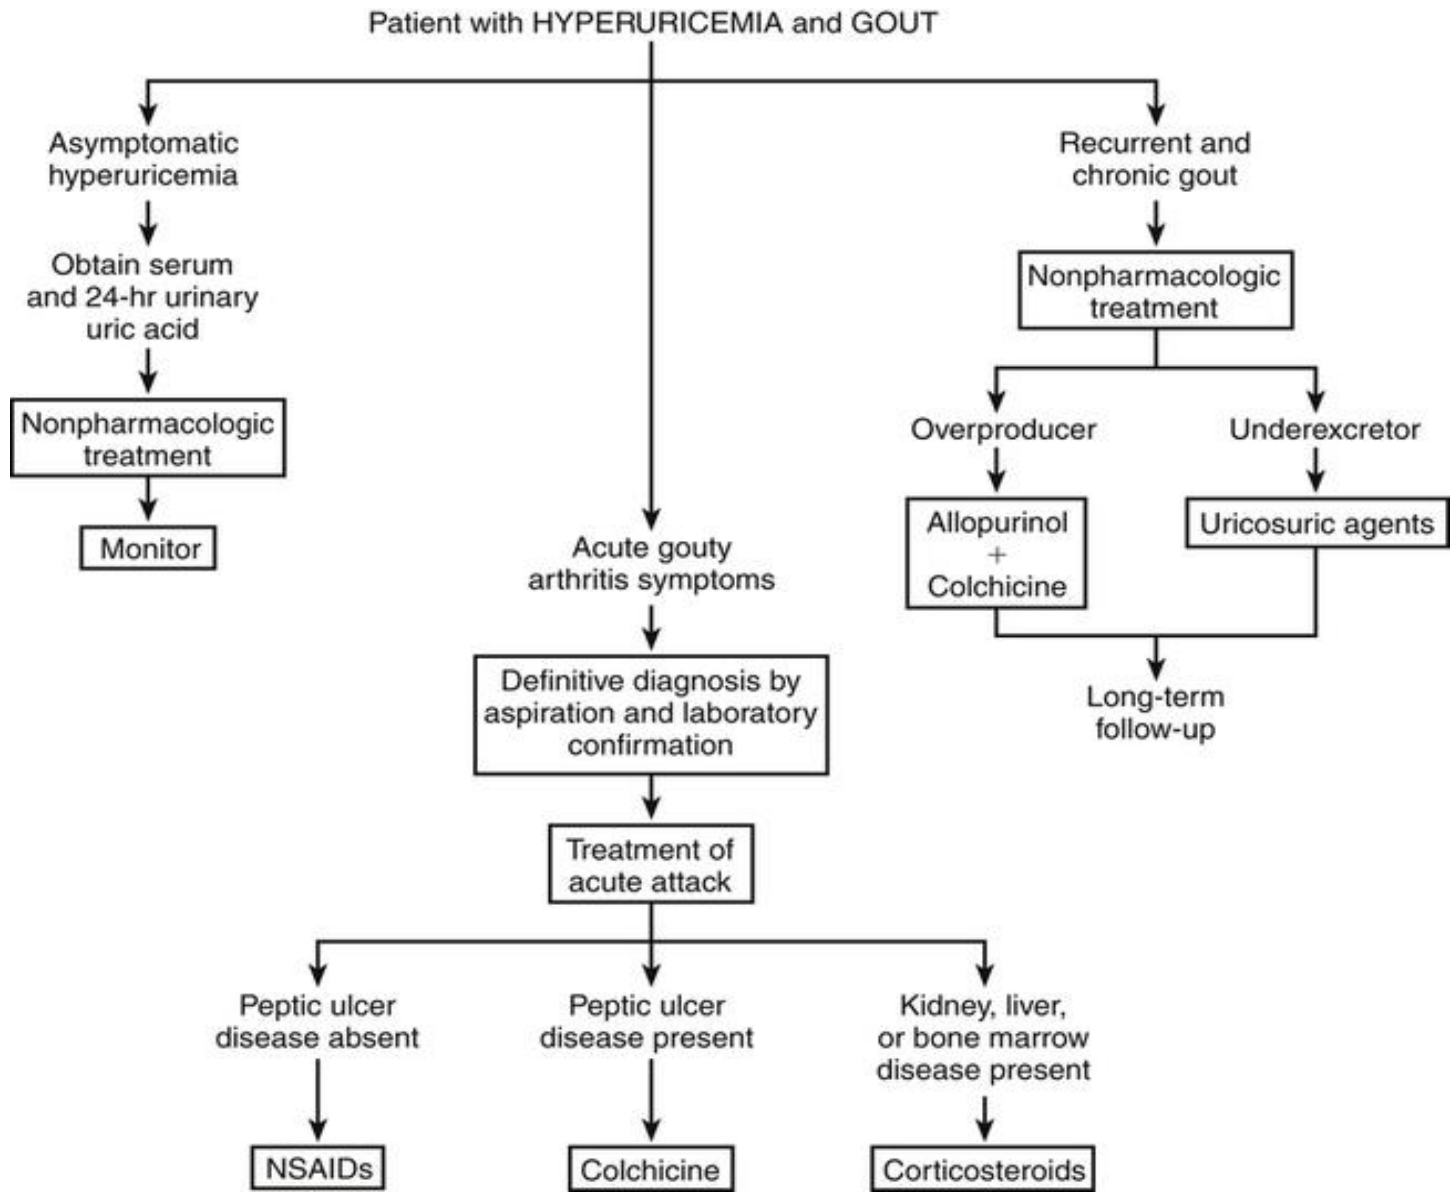 Patient with HYPERURICEMIA and GOUT
Asymptomatic
hyperuricemia
Obtain serum
and 24-hr urinary
uric acid
Nonpharmacologic
treatment
Monitor
Acute gouty
arthritis symptoms
Definitive diagnosis by
aspiration and laboratory
confirmation
Treatment of
acute attack
Peptic ulcer
disease absent
NSAIDs
Peptic ulcer
disease present
Colchicine
Kidney, liver,
or bone marrow
disease present
Corticosteroids
Recurrent and
chronic gout
Nonpharmacologic
treatment
Overproducer
Allopurinol
+
Colchicine
Underexcretor
Uricosuric agents
Long-term
follow-up